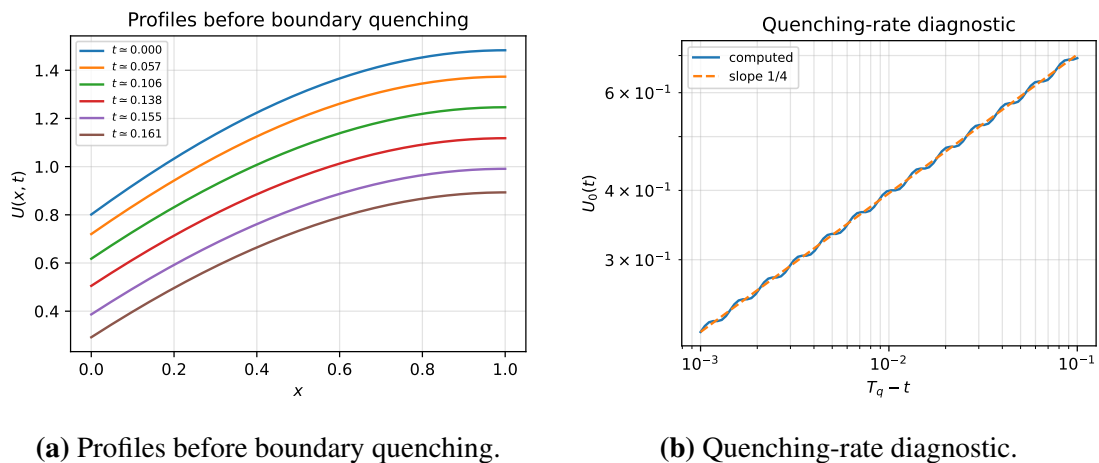 Profiles before boundary quenching
t ≃ 0.000
t ≃ 0.057
t ≃ 0.106
t ≃ 0.138
t ≃ 0.155
t ≃ 0.161
1.4
1.2
1.0
0.8
0.6
0.4
U(x, t)
0.0 0.2 0.4 0.6 0.8 1.0
x
(a) Profiles before boundary quenching.
Quenching-rate diagnostic
computed
slope 1/4
6 × 10⁻¹
4 × 10⁻¹
3 × 10⁻¹
U₀(t)
10⁻³ 10⁻² 10⁻¹
T_q − t
(b) Quenching-rate diagnostic.